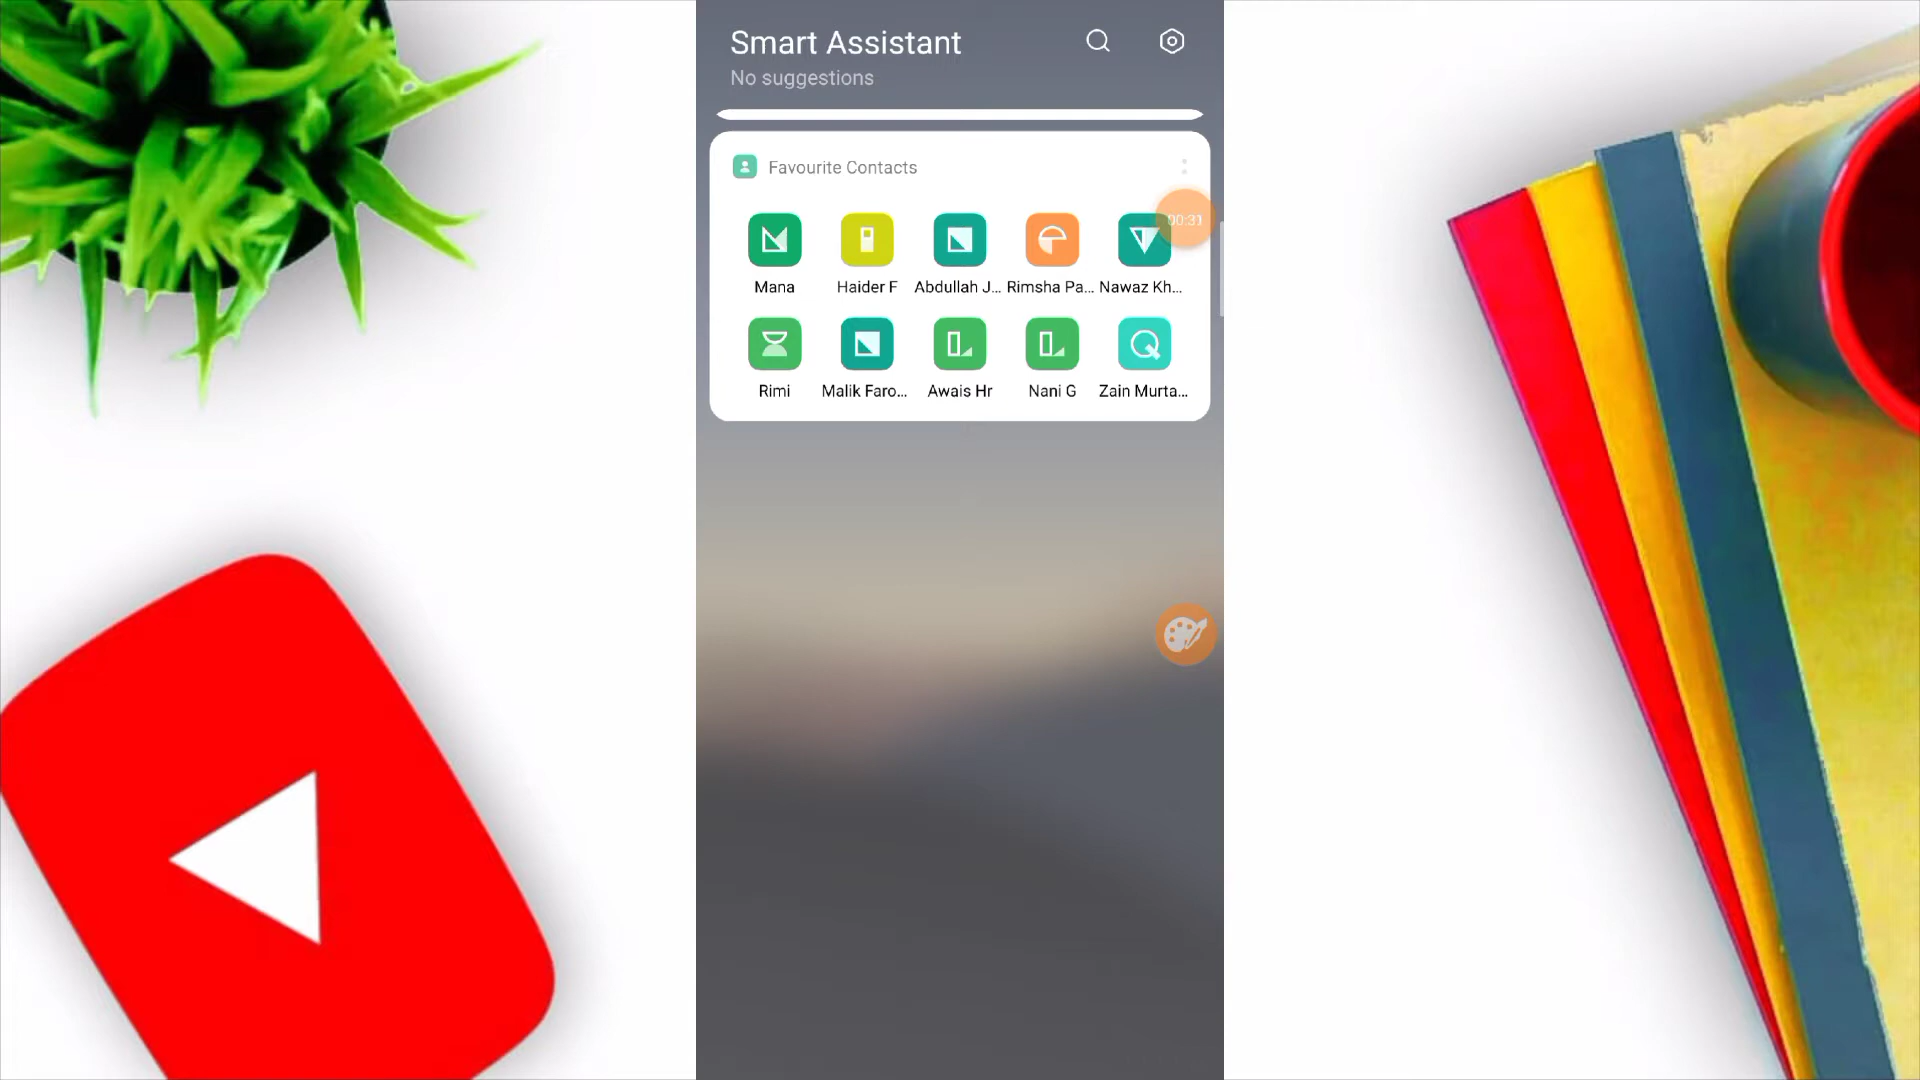 Smart Assistant
No suggestions
Favourite Contacts
00:31
Mana Haider F Abdullah J... Rimsha Pa... Nawaz Kh...
Rimi Malik Faro... Awais Hr Nani G Zain Murta...